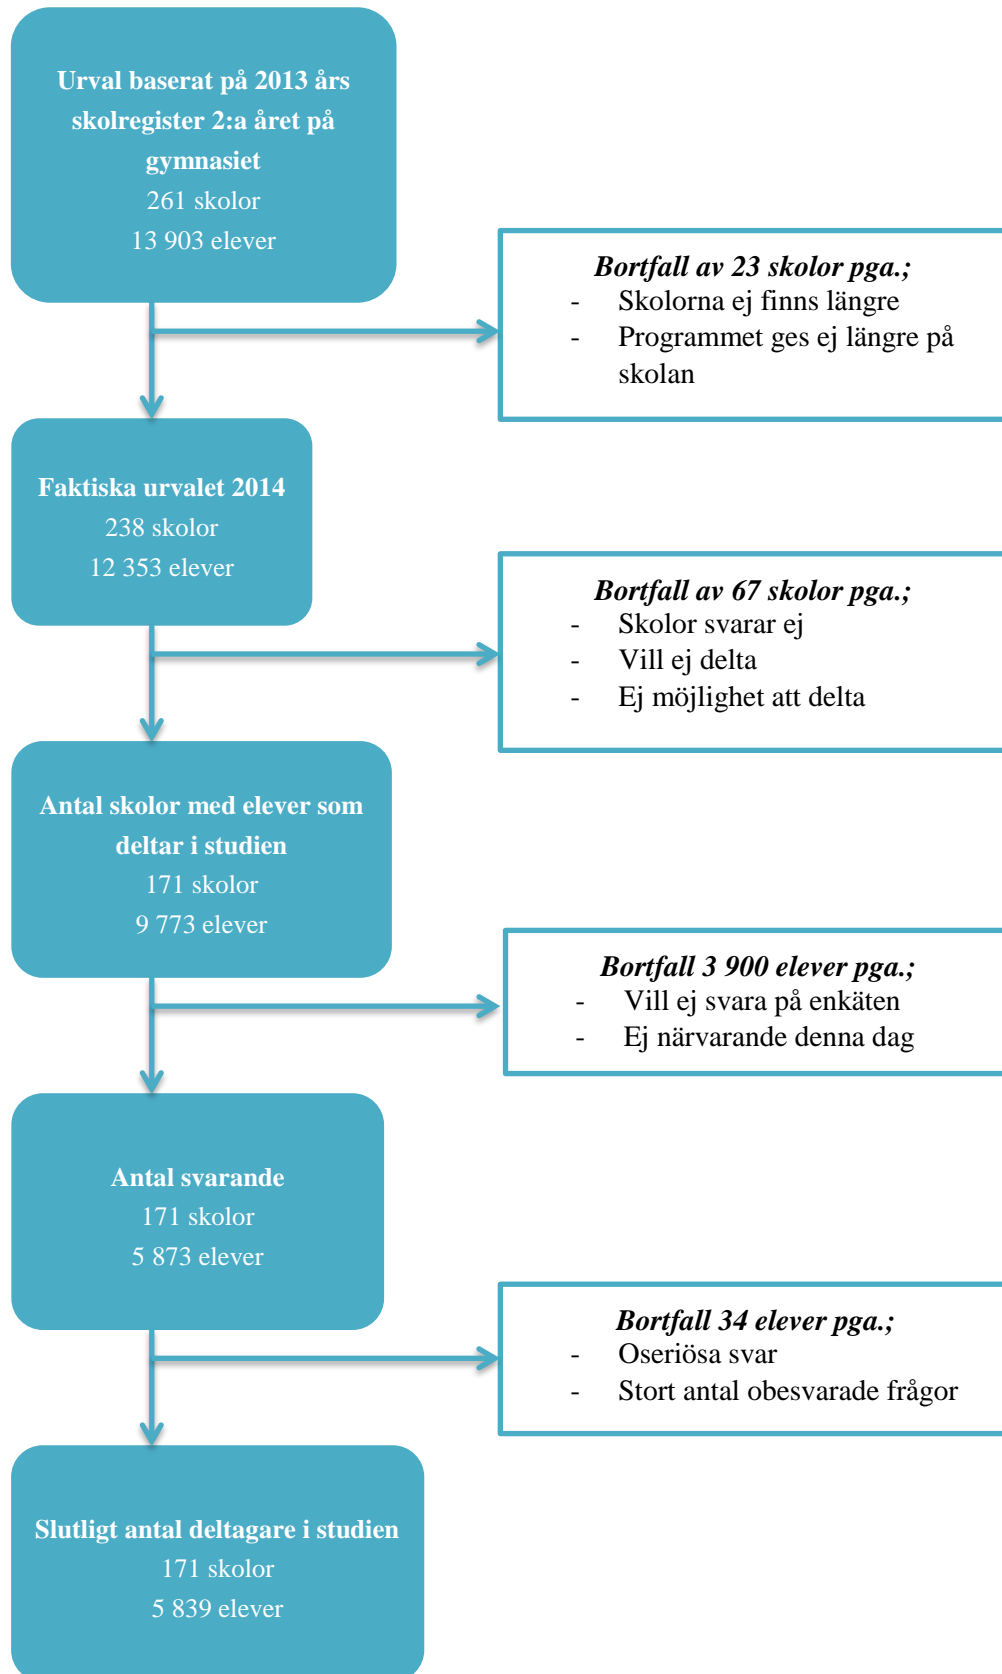 Urval baserat på 2013 års
skolregister 2:a året på
gymnasiet
261 skolor
13 903 elever
Bortfall av 23 skolor pga.;
- Skolorna ej finns längre
- Programmet ges ej längre på
skolan
Faktiska urvalet 2014
238 skolor
12 353 elever
Bortfall av 67 skolor pga.;
- Skolor svarar ej
- Vill ej delta
- Ej möjlighet att delta
Antal skolor med elever som
deltar i studien
171 skolor
9 773 elever
Bortfall 3 900 elever pga.;
- Vill ej svara på enkäten
- Ej närvarande denna dag
Antal svarande
171 skolor
5 873 elever
Bortfall 34 elever pga.;
- Oseriösa svar
- Stort antal obesvarade frågor
Slutligt antal deltagare i studien
171 skolor
5 839 elever